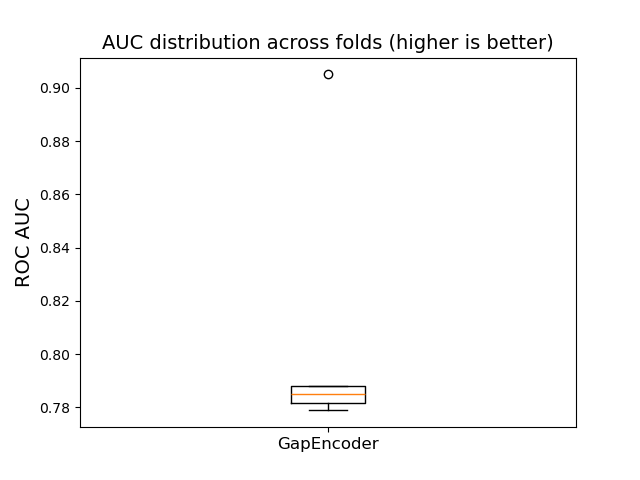 AUC distribution across folds (higher is better)
ROC AUC
0.90
0.88
0.86
0.84
0.82
0.80
0.78
GapEncoder